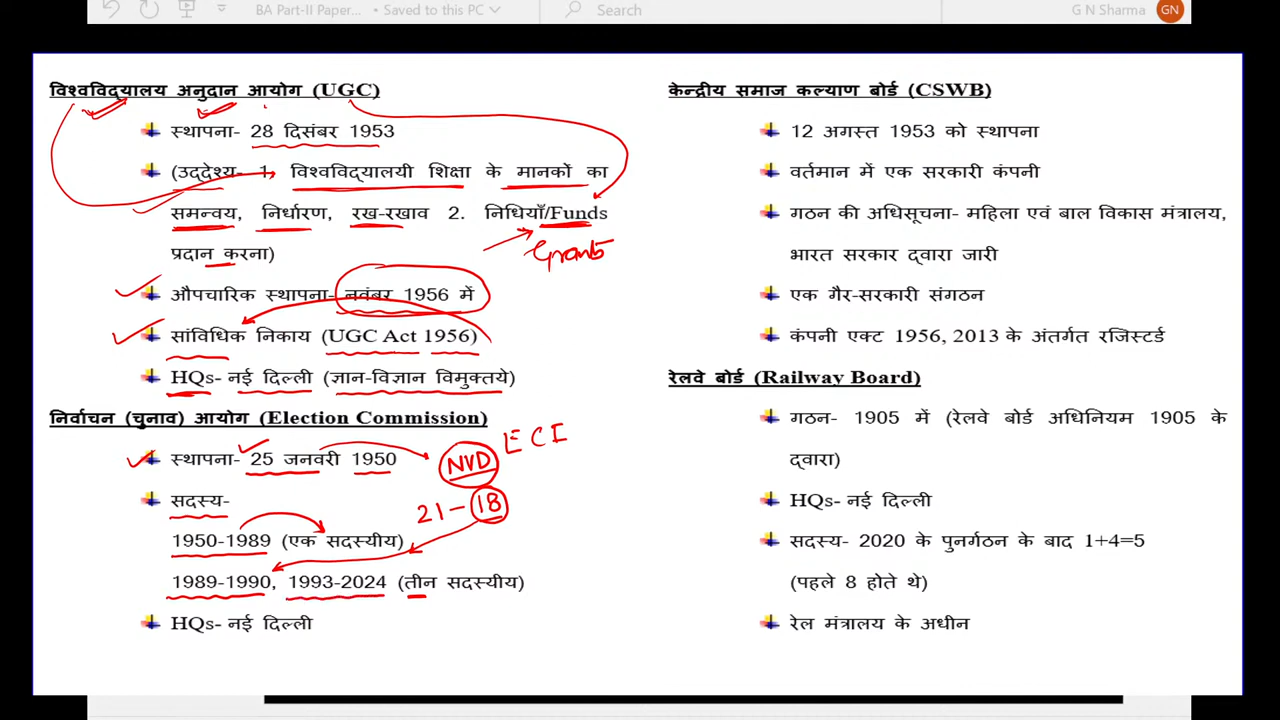 BA Part-II Paper... • Saved to this PC
Search
G N Sharma
GN
विश्वविद्यालय अनुदान आयोग (UGC)
स्थापना- 28 दिसंबर 1953
(उद्देश्य- 1. विश्वविद्यालयी शिक्षा के मानकों का
समन्वय, निर्धारण, रख-रखाव 2. निधियाँ/Funds
प्रदान करना)
Grants
औपचारिक स्थापना- नवंबर 1956 में
सांविधिक निकाय (UGC Act 1956)
HQs- नई दिल्ली (ज्ञान-विज्ञान विमुक्तये)
निर्वाचन (चुनाव) आयोग (Election Commission)
ECI
स्थापना- 25 जनवरी 1950
NVD
सदस्य-
21-18
1950-1989 (एक सदस्यीय)
1989-1990, 1993-2024 (तीन सदस्यीय)
HQs- नई दिल्ली
केन्द्रीय समाज कल्याण बोर्ड (CSWB)
12 अगस्त 1953 को स्थापना
वर्तमान में एक सरकारी कंपनी
गठन की अधिसूचना- महिला एवं बाल विकास मंत्रालय,
भारत सरकार द्वारा जारी
एक गैर-सरकारी संगठन
कंपनी एक्ट 1956, 2013 के अंतर्गत रजिस्टर्ड
रेलवे बोर्ड (Railway Board)
गठन- 1905 में (रेलवे बोर्ड अधिनियम 1905 के
द्वारा)
HQs- नई दिल्ली
सदस्य- 2020 के पुनर्गठन के बाद 1+4=5
(पहले 8 होते थे)
रेल मंत्रालय के अधीन